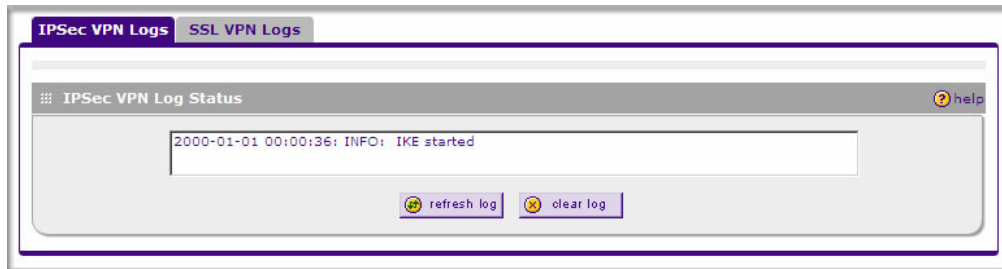 IPSec VPN Logs SSL VPN Logs
IPSec VPN Log Status help
2000-01-01 00:00:36: INFO: IKE started
refresh log clear log